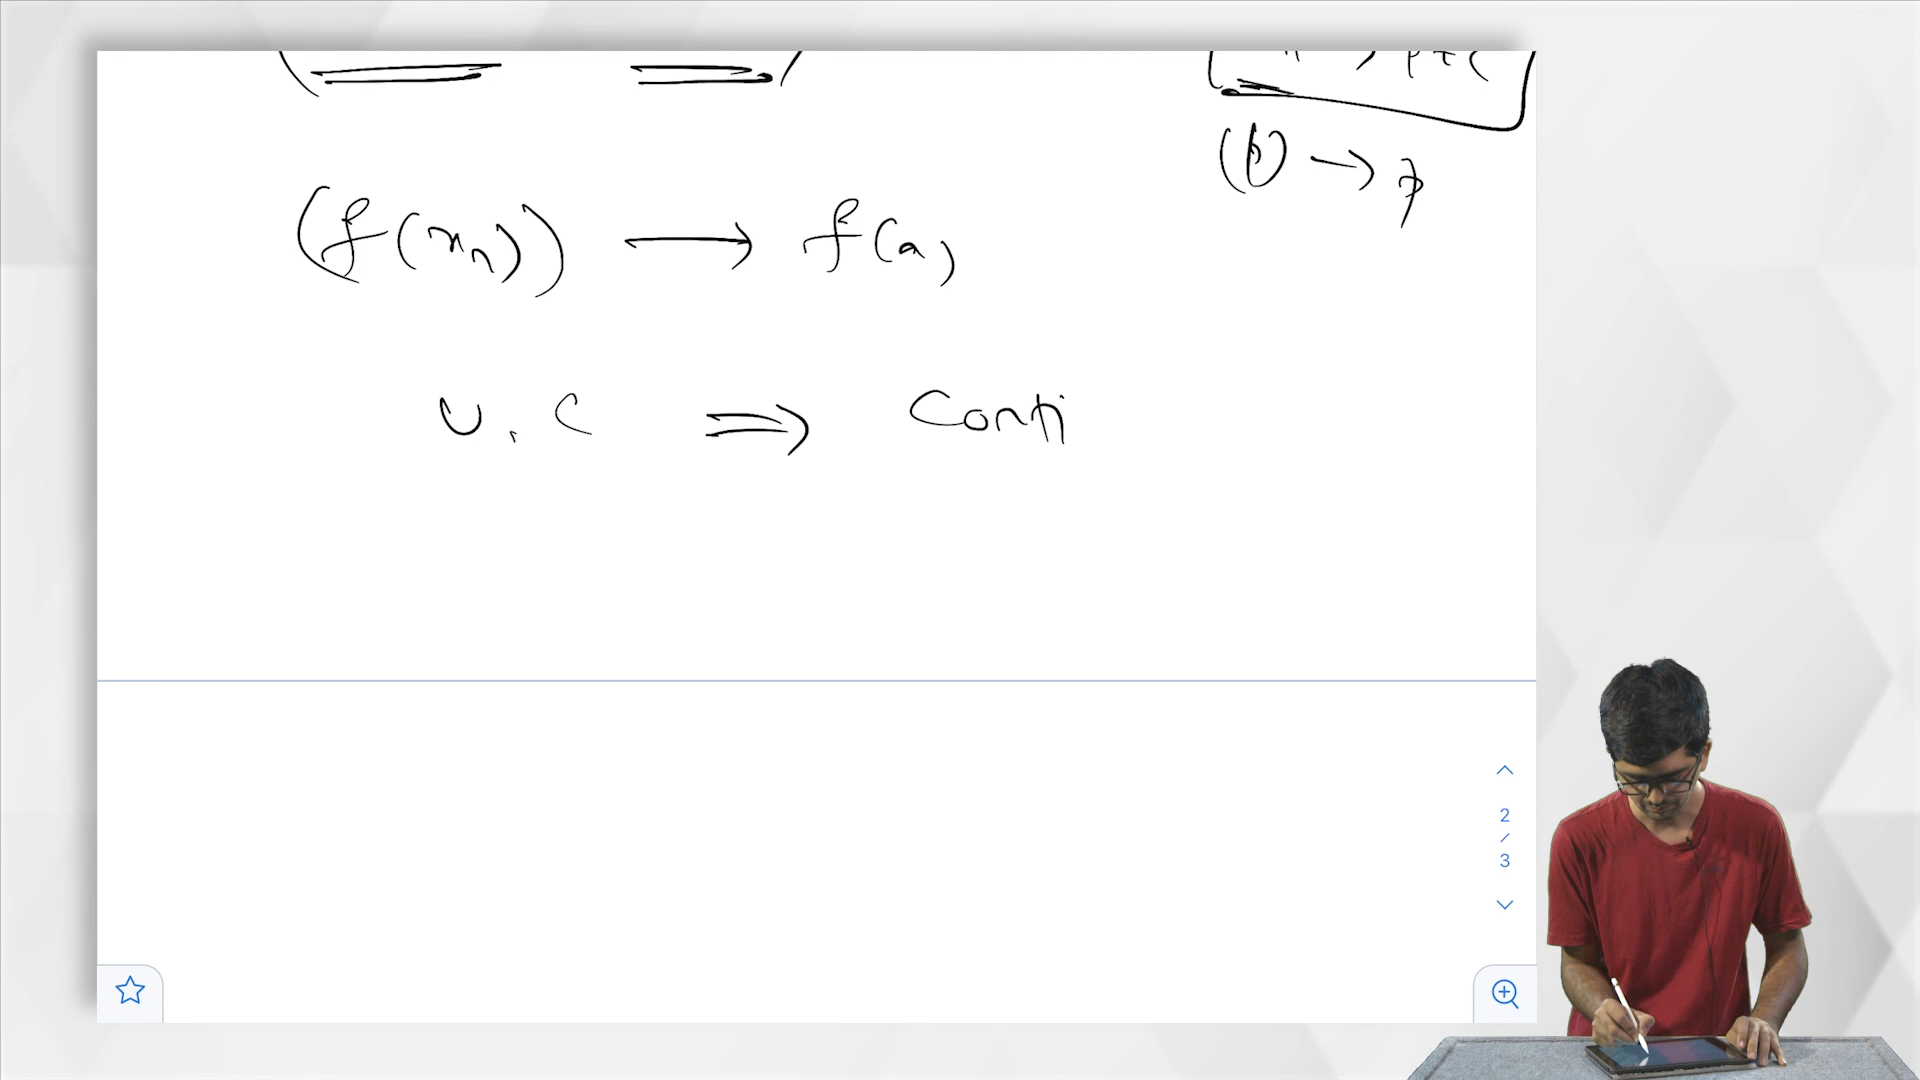 (b) → p
(f(xₙ)) → f(a)
U.C ⇒ Conti
2
/
3